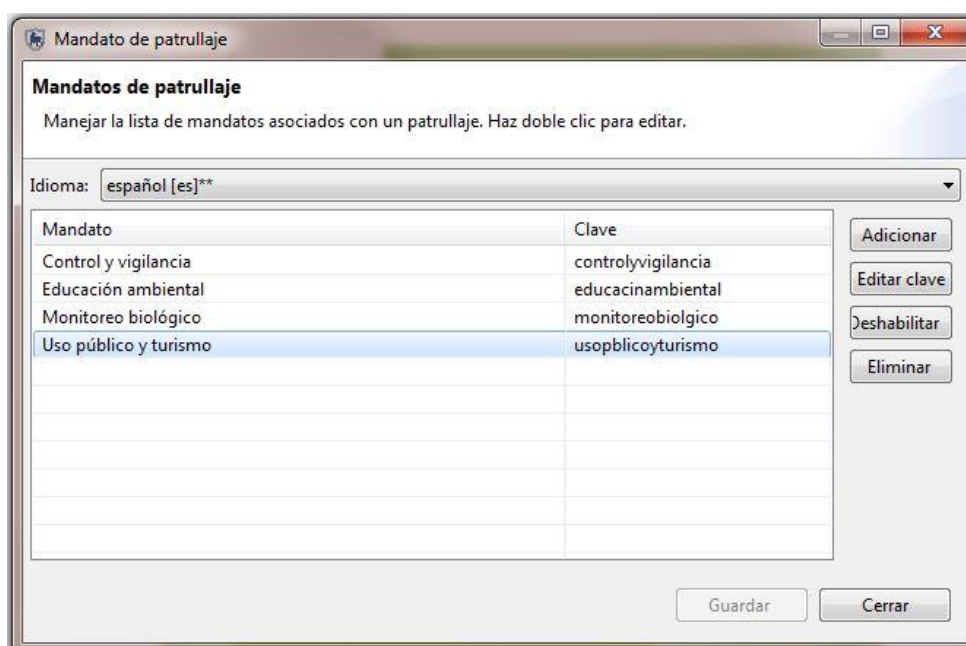 Mandato de patrullaje
Mandatos de patrullaje
Manejar la lista de mandatos asociados con un patrullaje. Haz doble clic para editar.
Idioma: español [es]**
Mandato Clave
Control y vigilancia controlyvigilancia
Educación ambiental educacinambiental
Monitoreo biológico monitoreobiolgico
Uso público y turismo usopblicoyturismo
Adicionar
Editar clave
Deshabilitar
Eliminar
Guardar Cerrar